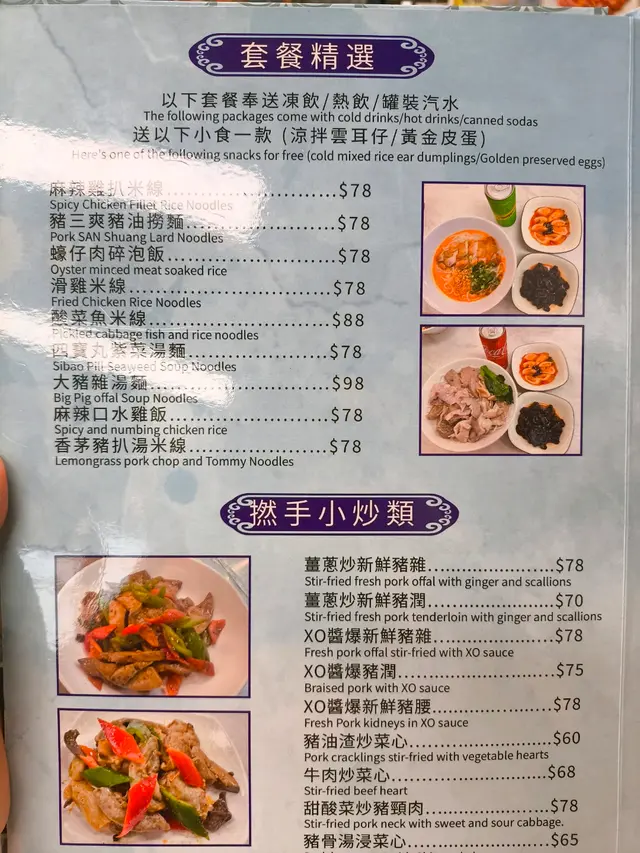 套餐精選
以下套餐奉送凍飲/熱飲/罐裝汽水
The following packages come with cold drinks/hot drinks/canned sodas
送以下小食一款 (涼拌雲耳仔/黃金皮蛋)
Here's one of the following snacks for free (cold mixed rice ear dumplings/Golden preserved eggs)
麻辣雞扒米線......................$78
Spicy Chicken Fillet Rice Noodles
豬三爽豬油撈麵...................$78
Pork SAN Shuang Lard Noodles
蠔仔肉碎泡飯......................$78
Oyster minced meat soaked rice
滑雞米線.............................$78
Fried Chicken Rice Noodles
酸菜魚米線..........................$88
Pickled cabbage fish and rice noodles
四寶丸紫菜湯麵...................$78
Sibao Pill Seaweed Soup Noodles
大豬雜湯麵..........................$98
Big Pig offal Soup Noodles
麻辣口水雞飯......................$78
Spicy and numbing chicken rice
香茅豬扒湯米線...................$78
Lemongrass pork chop and Tommy Noodles
撚手小炒類
薑蔥炒新鮮豬雜......................$78
Stir-fried fresh pork offal with ginger and scallions
薑蔥炒新鮮豬潤......................$70
Stir-fried fresh pork tenderloin with ginger and scallions
XO醬爆新鮮豬雜......................$78
Fresh pork offal stir-fried with XO sauce
XO醬爆豬潤.............................$75
Braised pork with XO sauce
XO醬爆新鮮豬腰......................$78
Fresh Pork kidneys in XO sauce
豬油渣炒菜心..........................$60
Pork cracklings stir-fried with vegetable hearts
牛肉炒菜心.............................$68
Stir-fried beef heart
甜酸菜炒豬頸肉......................$78
Stir-fried pork neck with sweet and sour cabbage.
豬骨湯浸菜心..........................$65